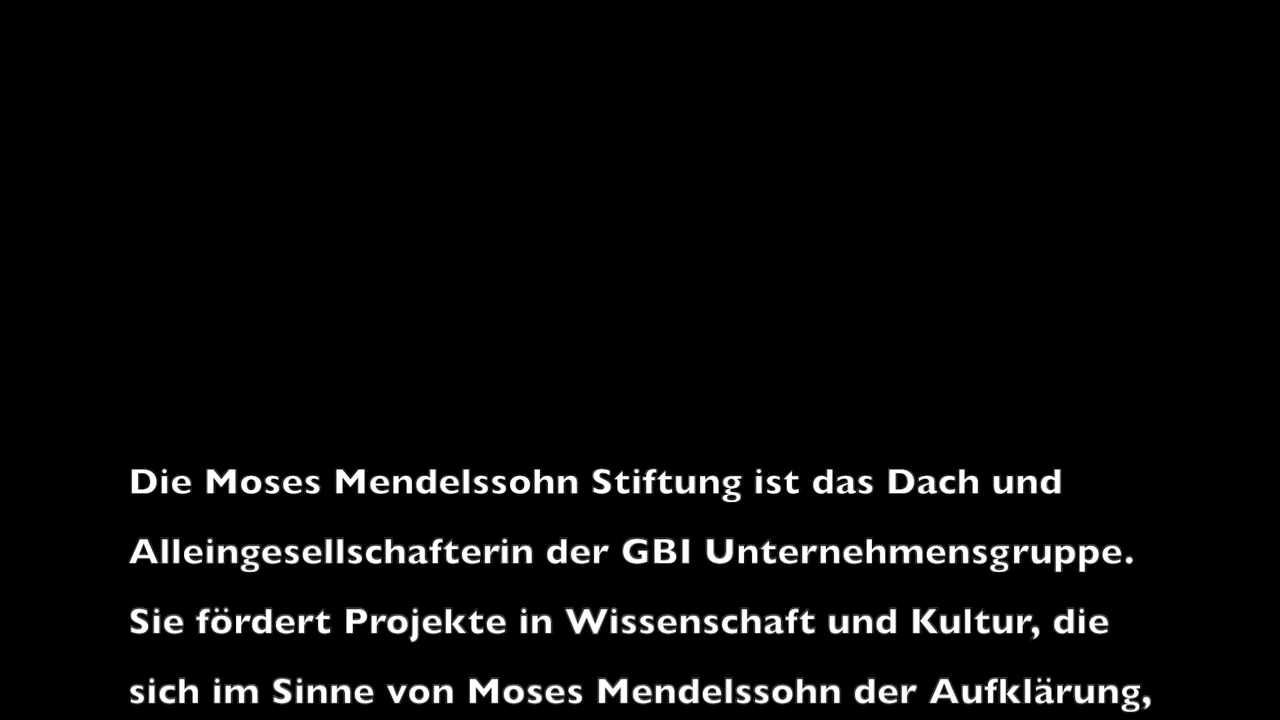 Die Moses Mendelssohn Stiftung ist das Dach und
Alleingesellschafterin der GBI Unternehmensgruppe.
Sie fördert Projekte in Wissenschaft und Kultur, die
sich im Sinne von Moses Mendelssohn der Aufklärung,